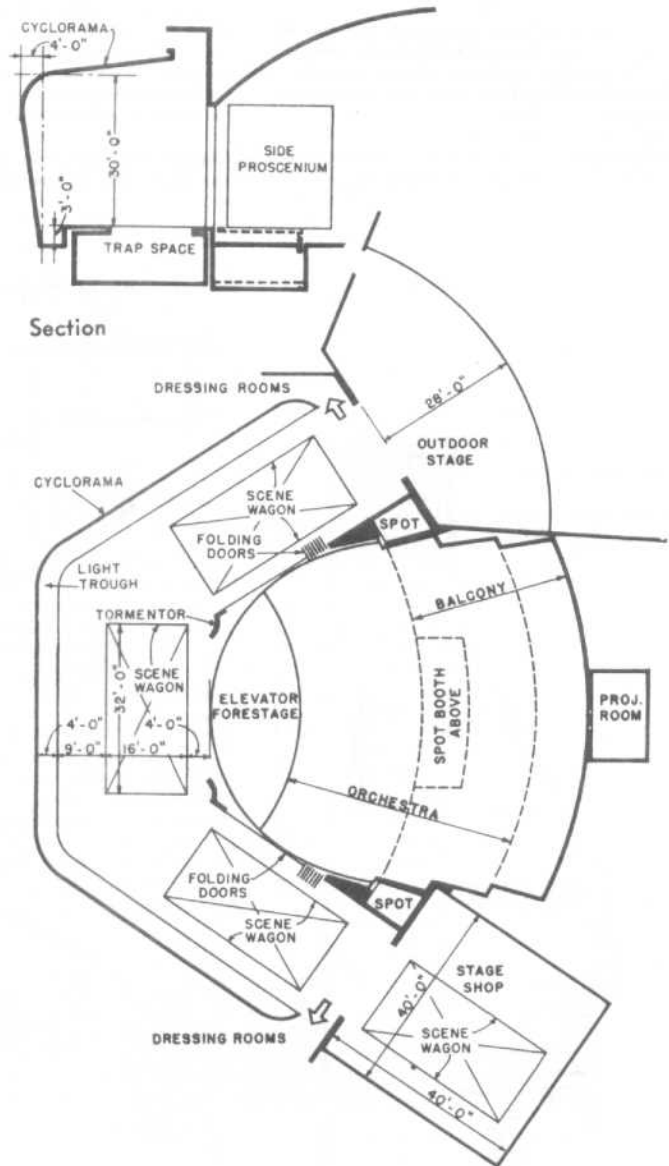 CYCLORAMA
4'-0"
30'-0"
3'-0"
SIDE
PROSCENIUM
TRAP SPACE
Section
DRESSING ROOMS
28'-0"
OUTDOOR
STAGE
CYCLORAMA
SCENE
WAGON
FOLDING
DOORS
SPOT
LIGHT
TROUGH
BALCONY
TORMENTOR
SCENE
WAGON
32'-0"
ELEVATOR
FORESTAGE
SPOT BOOTH
ABOVE
PROJ.
ROOM
4'-0"
9'-0"
16'-0"
4'-0"
ORCHESTRA
FOLDING
DOORS
SPOT
SCENE
WAGON
STAGE
SHOP
40'-0"
SCENE
WAGON
40'-0"
DRESSING ROOMS